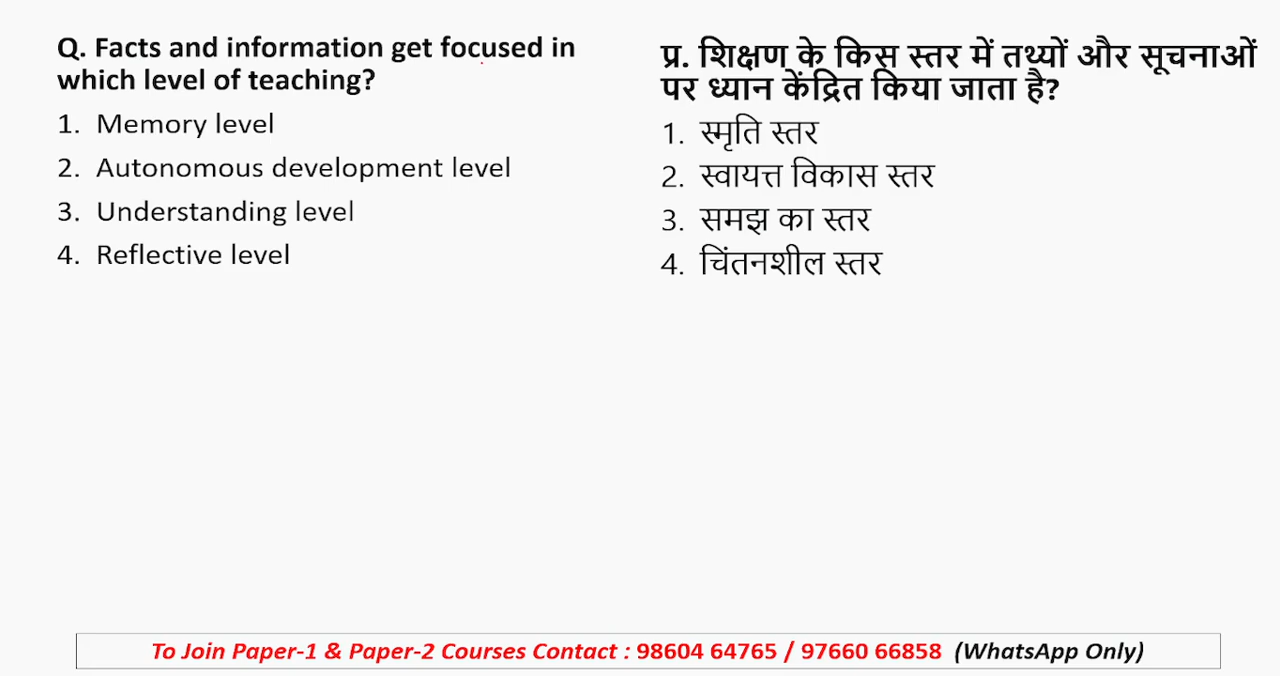 Q. Facts and information get focused in
which level of teaching?
1. Memory level
2. Autonomous development level
3. Understanding level
4. Reflective level
प्र. शिक्षण के किस स्तर में तथ्यों और सूचनाओं
पर ध्यान केंद्रित किया जाता है?
1. स्मृति स्तर
2. स्वायत्त विकास स्तर
3. समझ का स्तर
4. चिंतनशील स्तर
To Join Paper-1 & Paper-2 Courses Contact : 98604 64765 / 97660 66858 (WhatsApp Only)